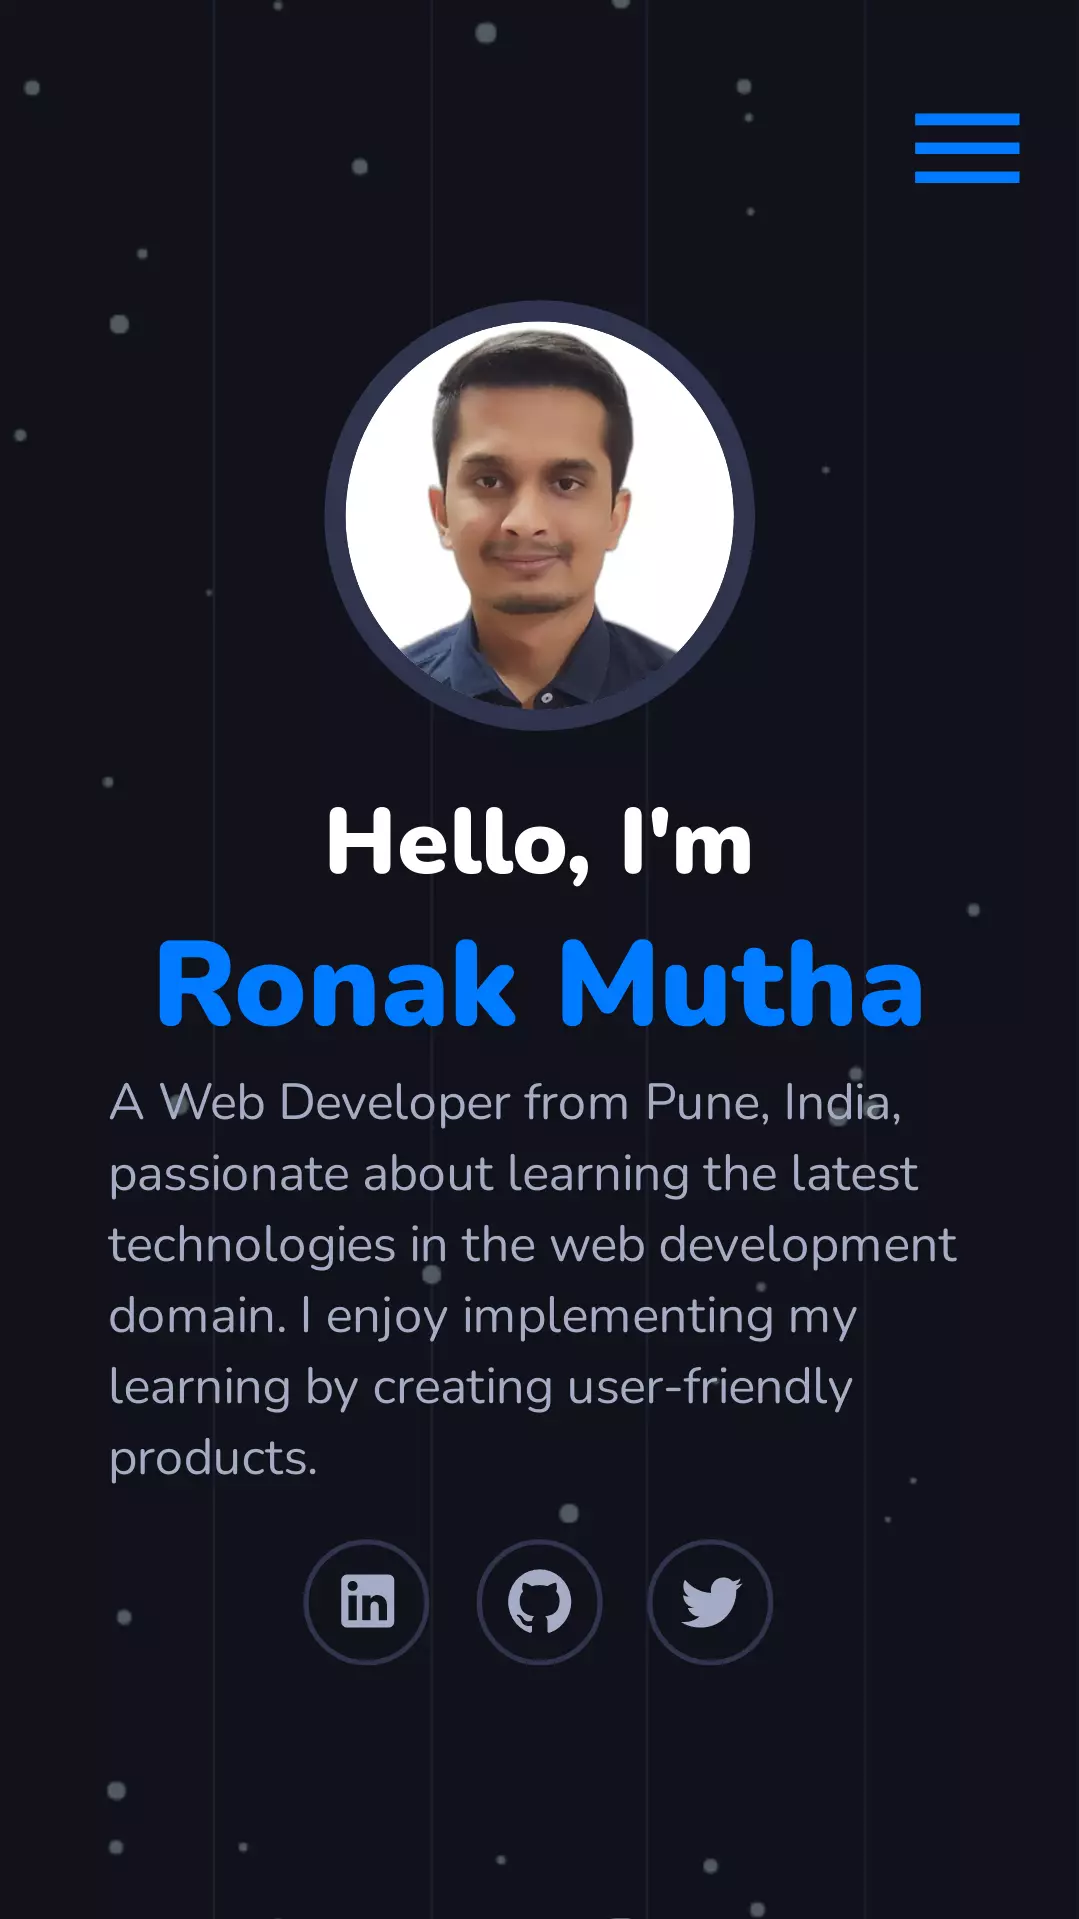 Hello, I'm
Ronak Mutha
A Web Developer from Pune, India,
passionate about learning the latest
technologies in the web development
domain. I enjoy implementing my
learning by creating user-friendly
products.
in